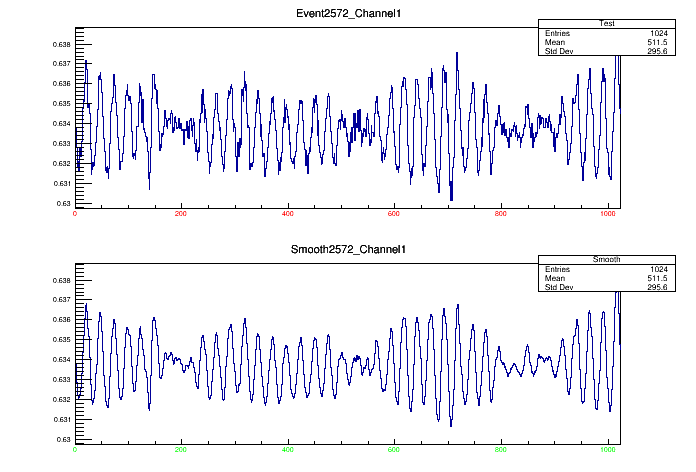 Event2572_Channel1
Test
Entries 1024
Mean 511.5
Std Dev 295.6
0.638
0.637
0.636
0.635
0.634
0.633
0.632
0.631
0.63
0 200 400 600 800 1000
Smooth2572_Channel1
Smooth
Entries 1024
Mean 511.5
Std Dev 295.6
0.638
0.637
0.636
0.635
0.634
0.633
0.632
0.631
0.63
0 200 400 600 800 1000